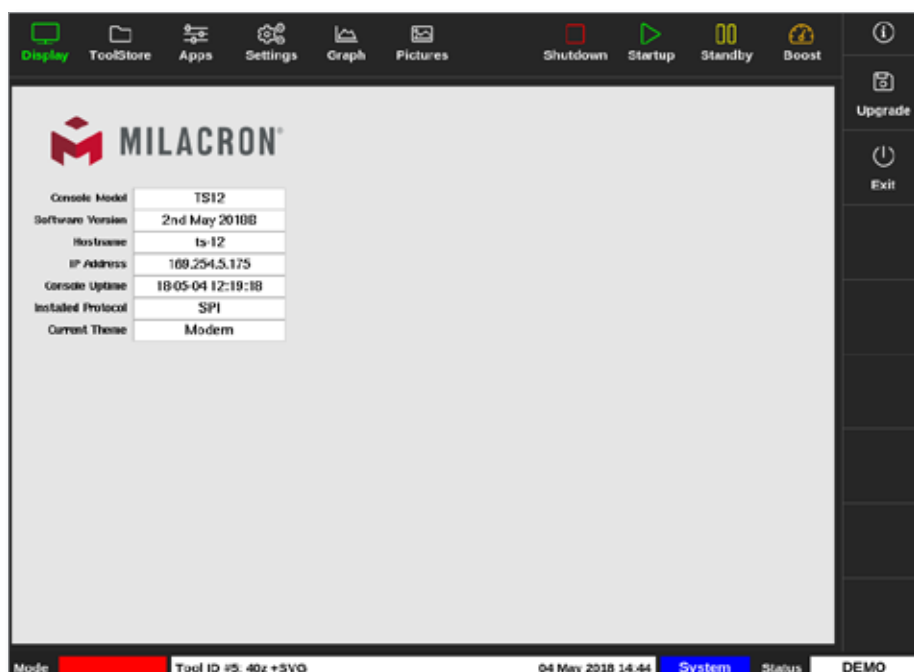 Display ToolStore Apps Settings Graph Pictures Shutdown Startup Standby Boost
Upgrade
Exit
MILACRON®
Console Model TS12
Software Version 2nd May 2018B
Hostname ts-12
IP Address 169.254.5.175
Console Uptime 18-05-04 12:19:18
Installed Protocol SPI
Current Theme Modern
Mode Tool ID #5: 40z +SVG 04 May 2018 14:44 System Status DEMO